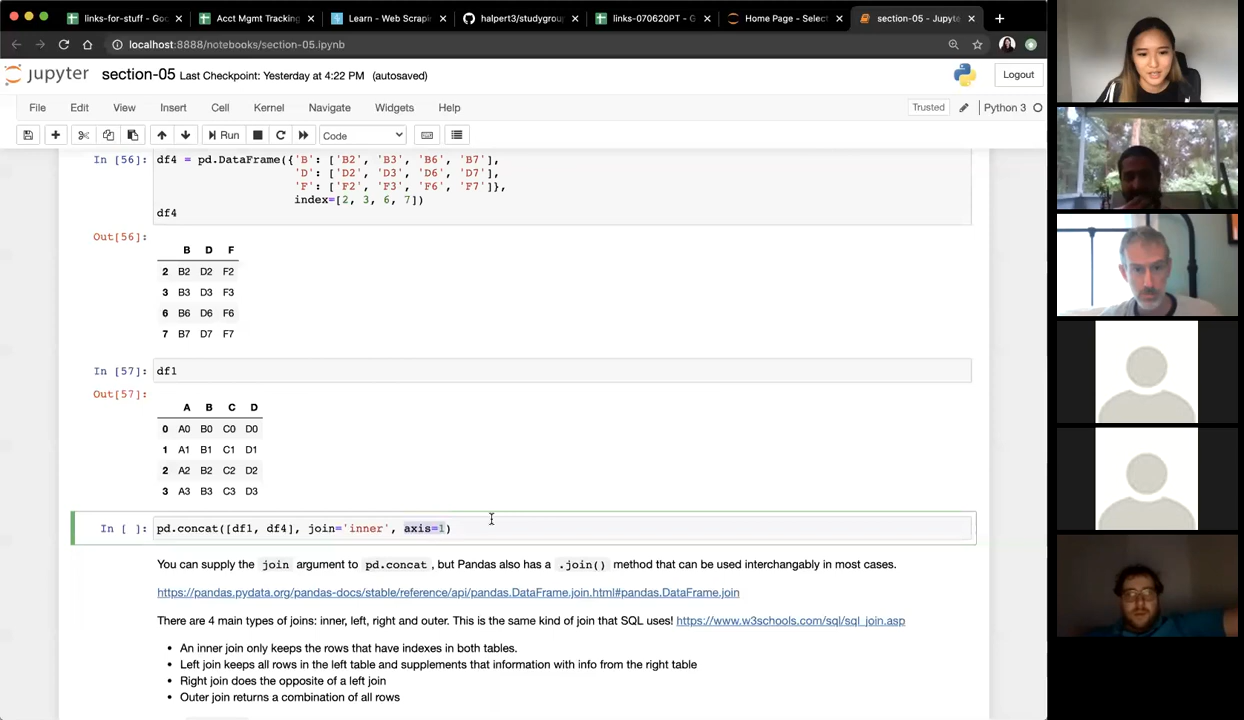 links-for-stuff - Goo
Acct Mgmt Tracking
Learn - Web Scrapin
halpert3/studygroup
links-070620PT - G
Home Page - Select
section-05 - Jupyte
localhost:8888/notebooks/section-05.ipynb
jupyter section-05 Last Checkpoint: Yesterday at 4:22 PM (autosaved)
Logout
File Edit View Insert Cell Kernel Navigate Widgets Help
Trusted Python 3
Run Code
In [56]: df4 = pd.DataFrame({'B': ['B2', 'B3', 'B6', 'B7'],
'D': ['D2', 'D3', 'D6', 'D7'],
'F': ['F2', 'F3', 'F6', 'F7']},
index=[2, 3, 6, 7])
df4
Out[56]:
B D F
2 B2 D2 F2
3 B3 D3 F3
6 B6 D6 F6
7 B7 D7 F7
In [57]: df1
Out[57]:
A B C D
0 A0 B0 C0 D0
1 A1 B1 C1 D1
2 A2 B2 C2 D2
3 A3 B3 C3 D3
In [ ]: pd.concat([df1, df4], join='inner', axis=1)
You can supply the join argument to pd.concat, but Pandas also has a .join() method that can be used interchangably in most cases.
https://pandas.pydata.org/pandas-docs/stable/reference/api/pandas.DataFrame.join.html#pandas.DataFrame.join
There are 4 main types of joins: inner, left, right and outer. This is the same kind of join that SQL uses! https://www.w3schools.com/sql/sql_join.asp
• An inner join only keeps the rows that have indexes in both tables.
• Left join keeps all rows in the left table and supplements that information with info from the right table
• Right join does the opposite of a left join
• Outer join returns a combination of all rows